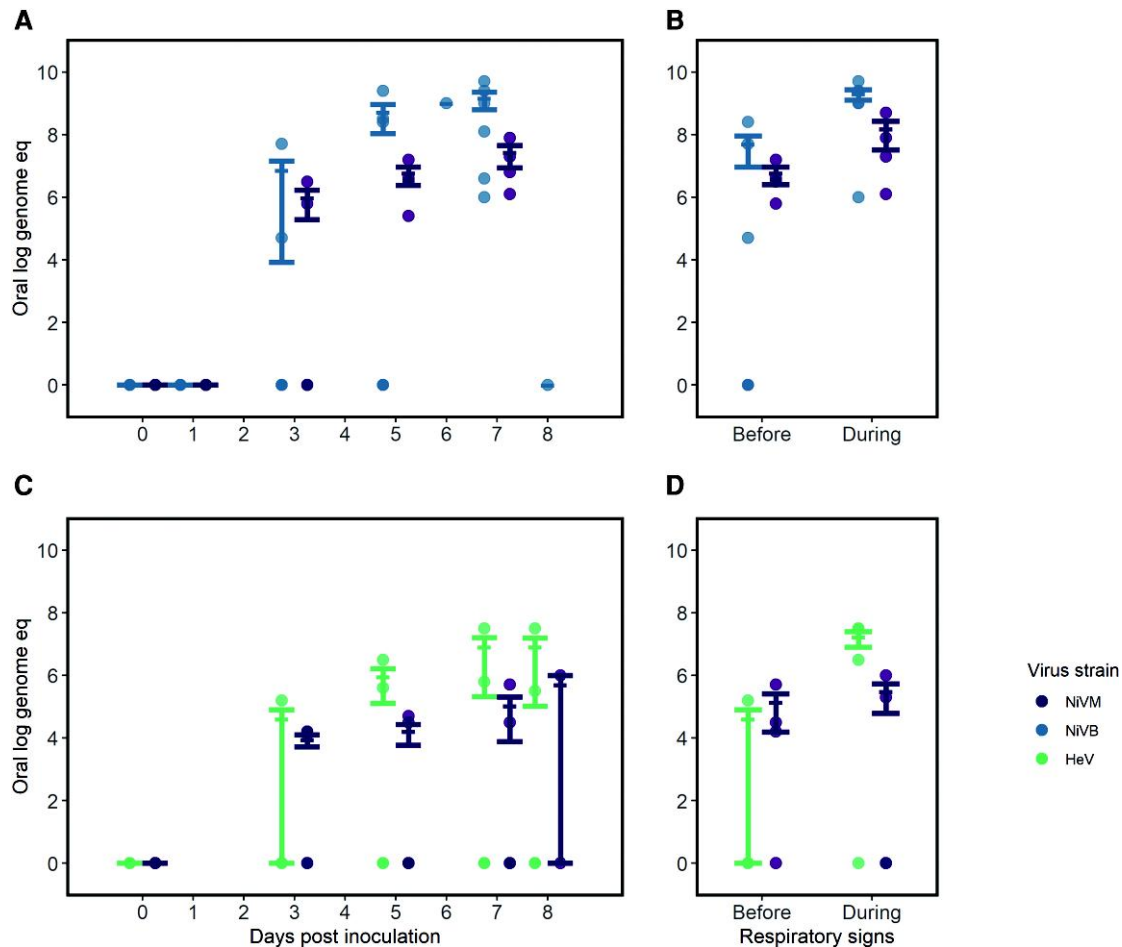 A
B
Oral log genome eq
10
8
6
4
2
0
0 1 2 3 4 5 6 7 8
10
8
6
4
2
0
Before During
C
D
Oral log genome eq
10
8
6
4
2
0
0 1 2 3 4 5 6 7 8
Days post inoculation
10
8
6
4
2
0
Before During
Respiratory signs
Virus strain
NiVM
NiVB
HeV